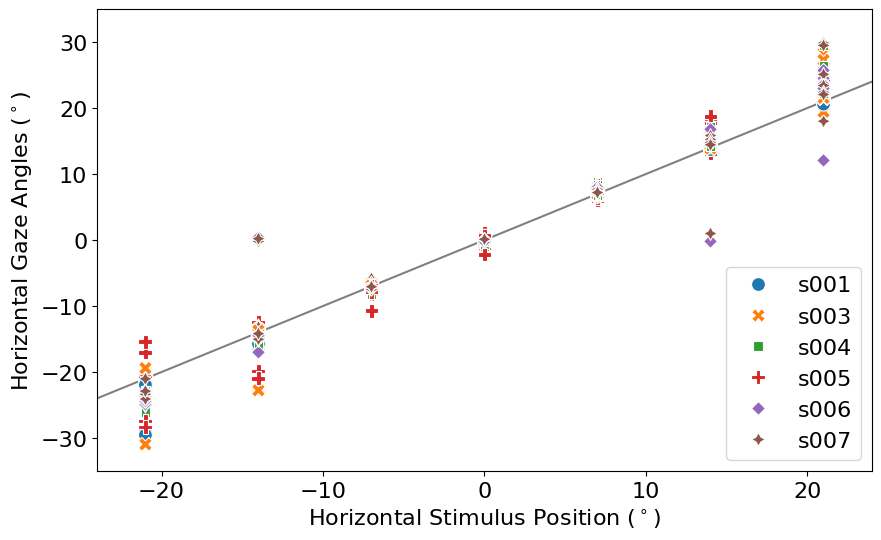 30
20
10
0
−10
−20
−30
Horizontal Gaze Angles (°)
s001
s003
s004
s005
s006
s007
−20 −10 0 10 20
Horizontal Stimulus Position (°)